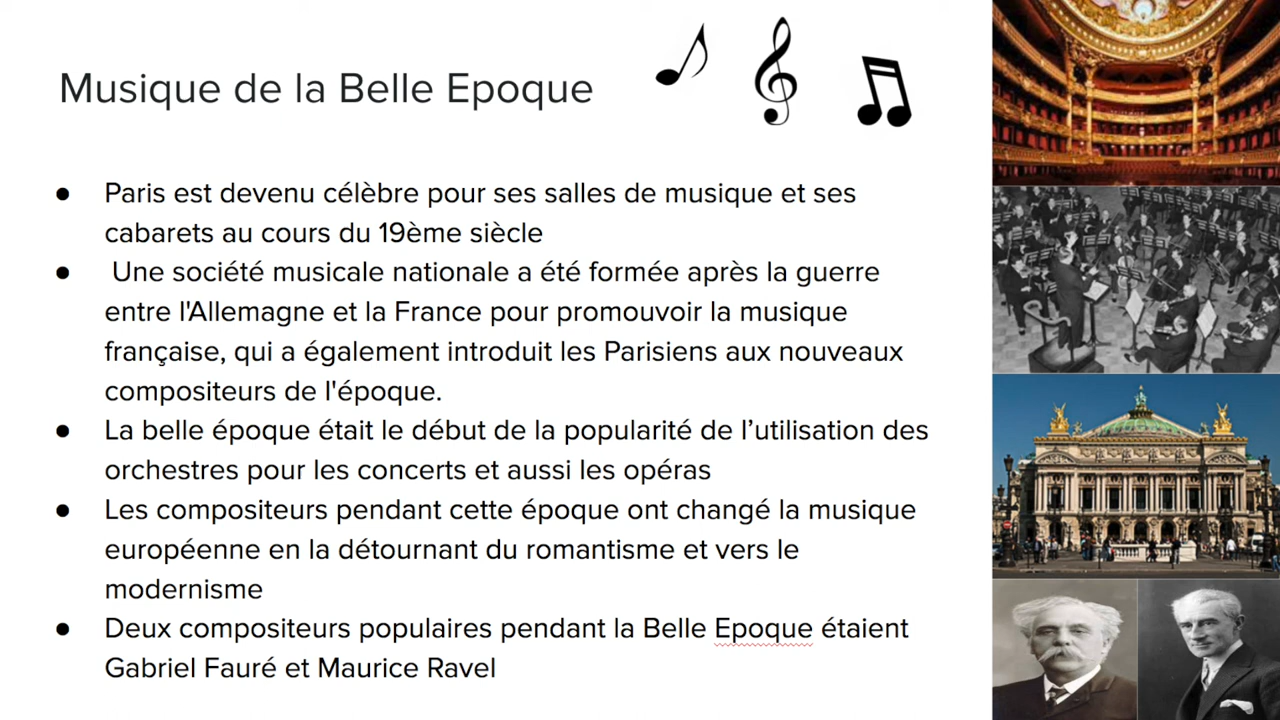 Musique de la Belle Epoque
● Paris est devenu célèbre pour ses salles de musique et ses
cabarets au cours du 19ème siècle
● Une société musicale nationale a été formée après la guerre
entre l'Allemagne et la France pour promouvoir la musique
française, qui a également introduit les Parisiens aux nouveaux
compositeurs de l'époque.
● La belle époque était le début de la popularité de l’utilisation des
orchestres pour les concerts et aussi les opéras
● Les compositeurs pendant cette époque ont changé la musique
européenne en la détournant du romantisme et vers le
modernisme
● Deux compositeurs populaires pendant la Belle Epoque étaient
Gabriel Fauré et Maurice Ravel